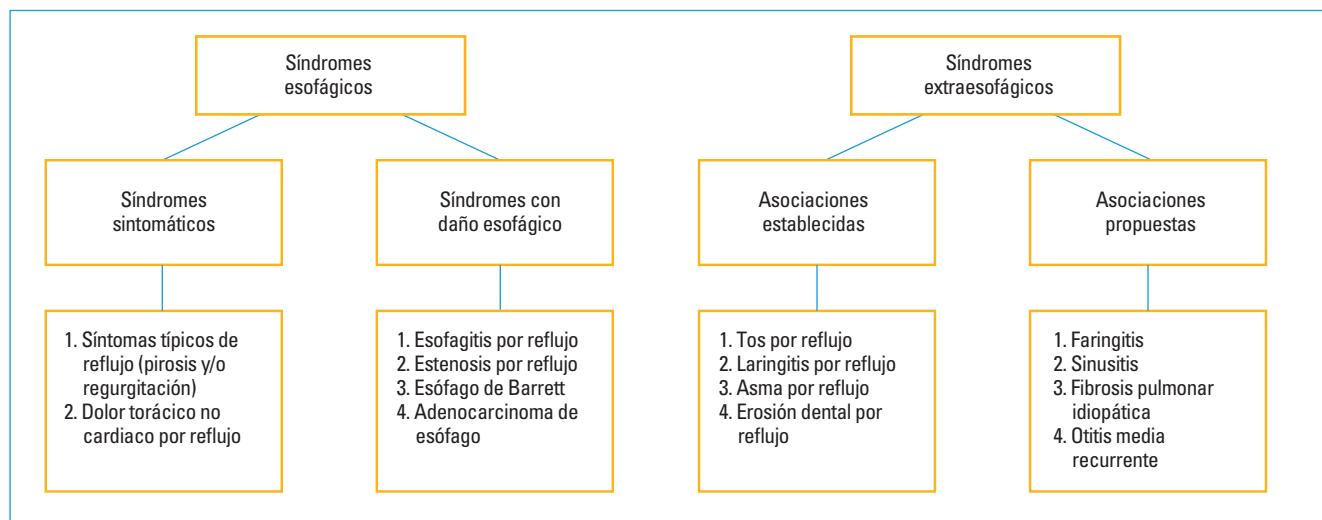 Síndromes
esofágicos
Síndromes
extraesofágicos
Síndromes
sintomáticos
Síndromes con
daño esofágico
Asociaciones
establecidas
Asociaciones
propuestas
1. Síntomas típicos de
reflujo (pirosis y/o
regurgitación)
2. Dolor torácico no
cardiaco por reflujo
1. Esofagitis por reflujo
2. Estenosis por reflujo
3. Esófago de Barrett
4. Adenocarcinoma de
esófago
1. Tos por reflujo
2. Laringitis por reflujo
3. Asma por reflujo
4. Erosión dental por
reflujo
1. Faringitis
2. Sinusitis
3. Fibrosis pulmonar
idiopática
4. Otitis media
recurrente